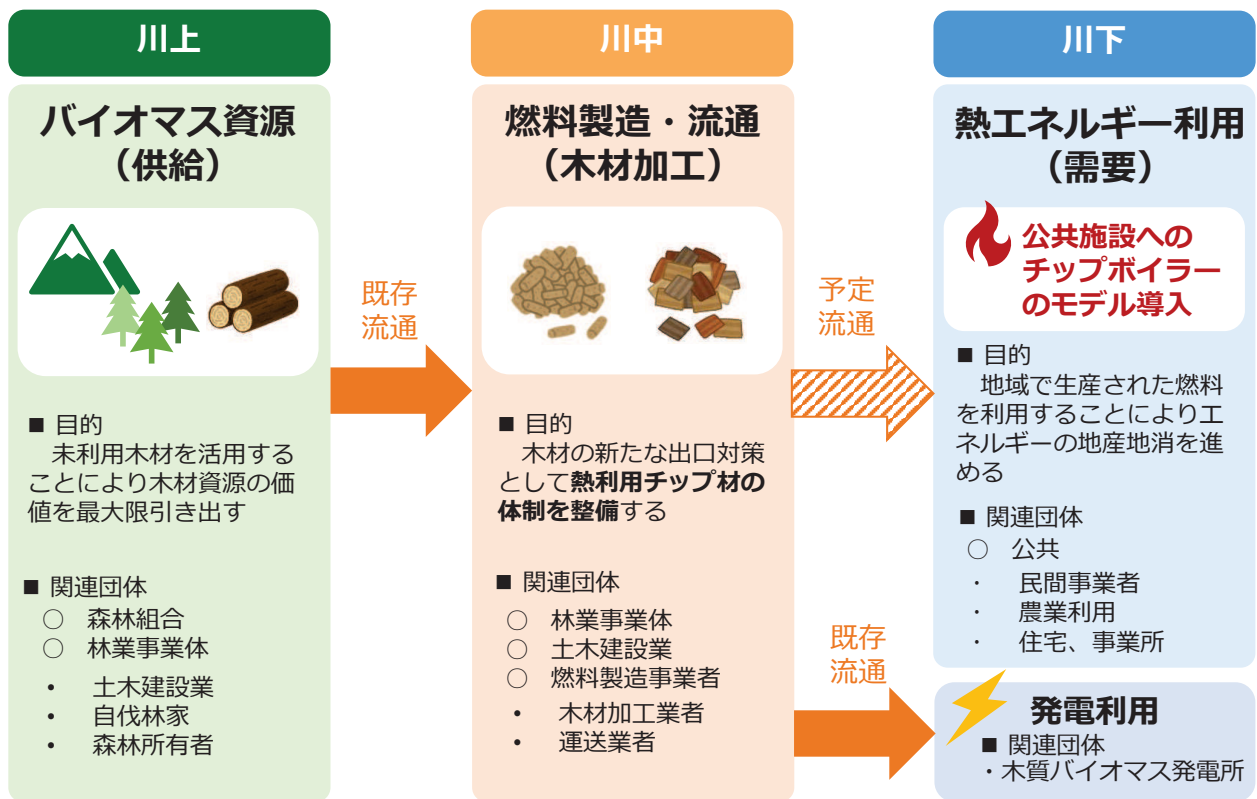 川上
バイオマス資源
（供給）
■ 目的
未利用木材を活用する
ことにより木材資源の価
値を最大限引き出す
■ 関連団体
○ 森林組合
○ 林業事業体
• 土木建設業
• 自伐林家
• 森林所有者
既存
流通
川中
燃料製造・流通
（木材加工）
■ 目的
木材の新たな出口対策
として熱利用チップ材の
体制を整備する
■ 関連団体
○ 林業事業体
○ 土木建設業
○ 燃料製造事業者
• 木材加工業者
• 運送業者
予定
流通
既存
流通
川下
熱エネルギー利用
（需要）
公共施設への
チップボイラー
のモデル導入
■ 目的
地域で生産された燃料
を利用することによりエ
ネルギーの地産地消を進
める
■ 関連団体
○ 公共
・ 民間事業者
・ 農業利用
・ 住宅、事業所
発電利用
■ 関連団体
・木質バイオマス発電所